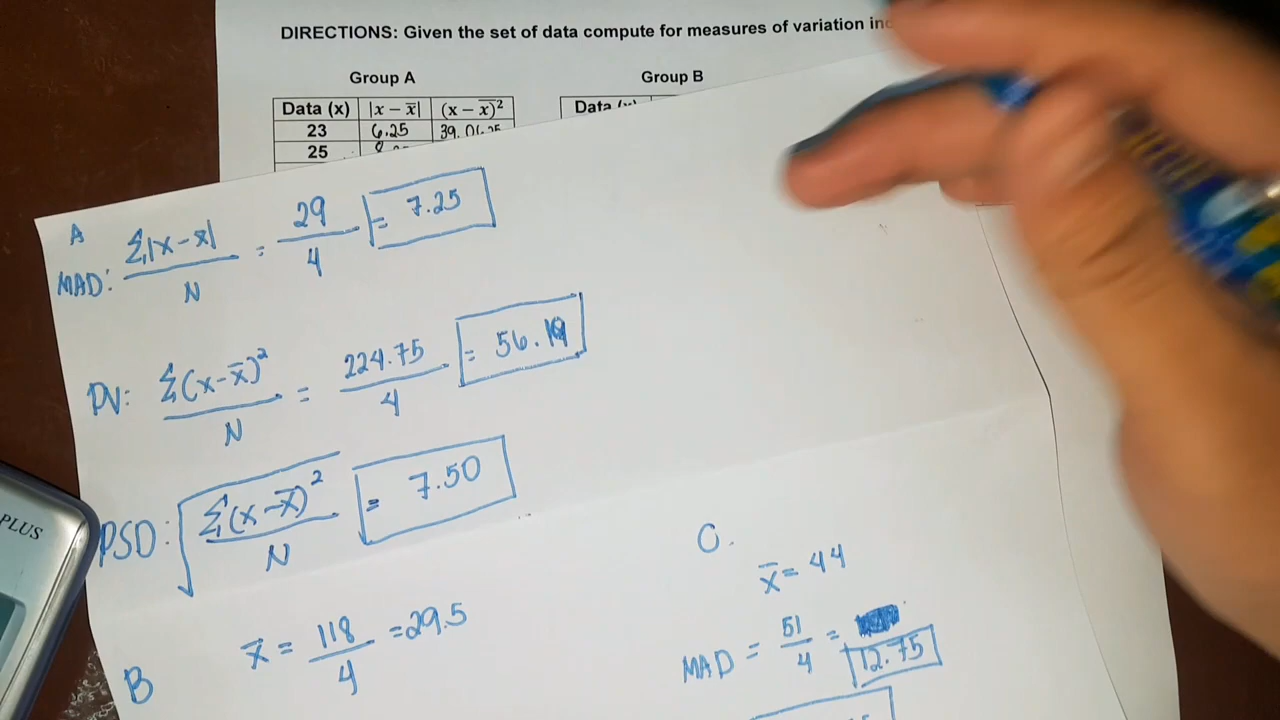 DIRECTIONS: Given the set of data compute for measures of variation
Group A
Group B
Data (x) |x − x̄| (x − x̄)²
Data
23 6.25
25
A
MAD: Σ|x-x̄|/N = 29/4 = 7.25
PV: Σ(x-x̄)²/N = 224.75/4 = 56.19
PSD: √Σ(x-x̄)²/N = 7.50
PLUS
B
x̄ = 118/4 = 29.5
C.
x̄ = 44
MAD = 51/4 = 12.75